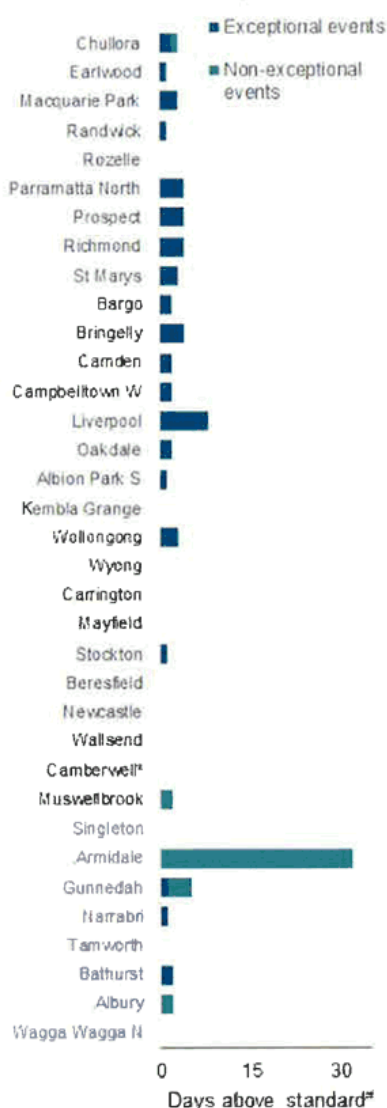 Exceptional events
Non-exceptional
events
Chullora
Earlwood
Macquarie Park
Randwick
Rozelle
Parramatta North
Prospect
Richmond
St Marys
Bargo
Bringelly
Camden
Campbelltown W
Liverpool
Oakdale
Albion Park S
Kembla Grange
Wollongong
Wyong
Carrington
Mayfield
Stockton
Beresfield
Newcastle
Wallsend
Camberwell
Muswellbrook
Singleton
Armidale
Gunnedah
Narrabri
Tamworth
Bathurst
Albury
Wagga Wagga N
0 15 30
Days above standard